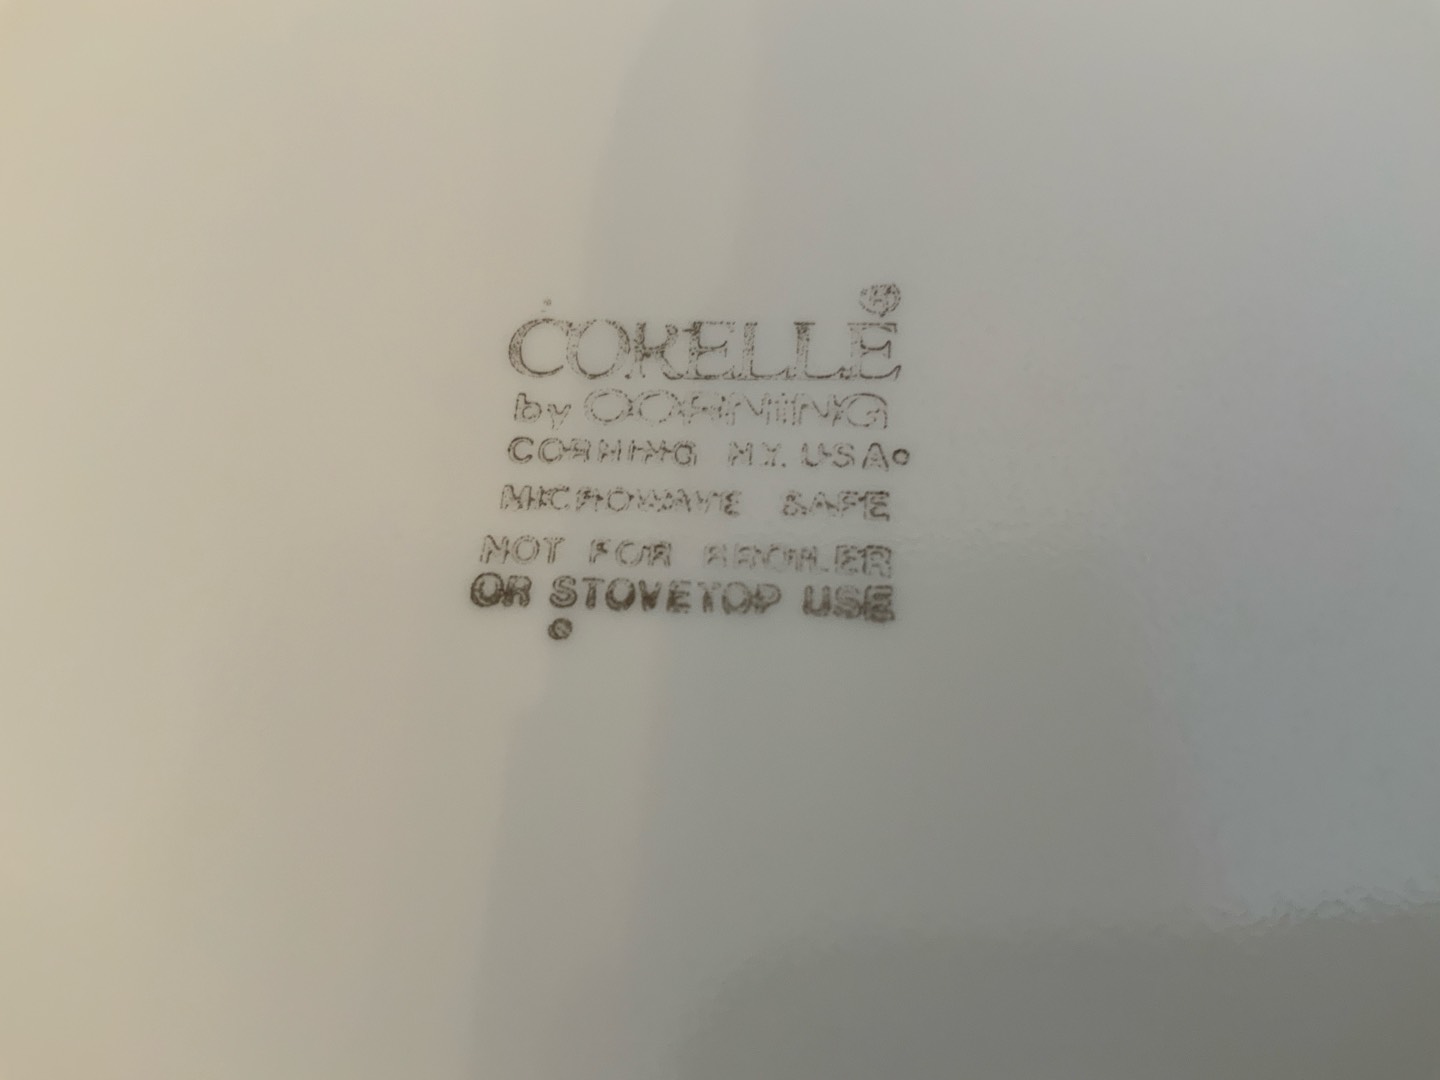 CORELLE®
by CORNING
CORNING N.Y. USA
MICROWAVE SAFE
NOT FOR BROILER
OR STOVETOP USE